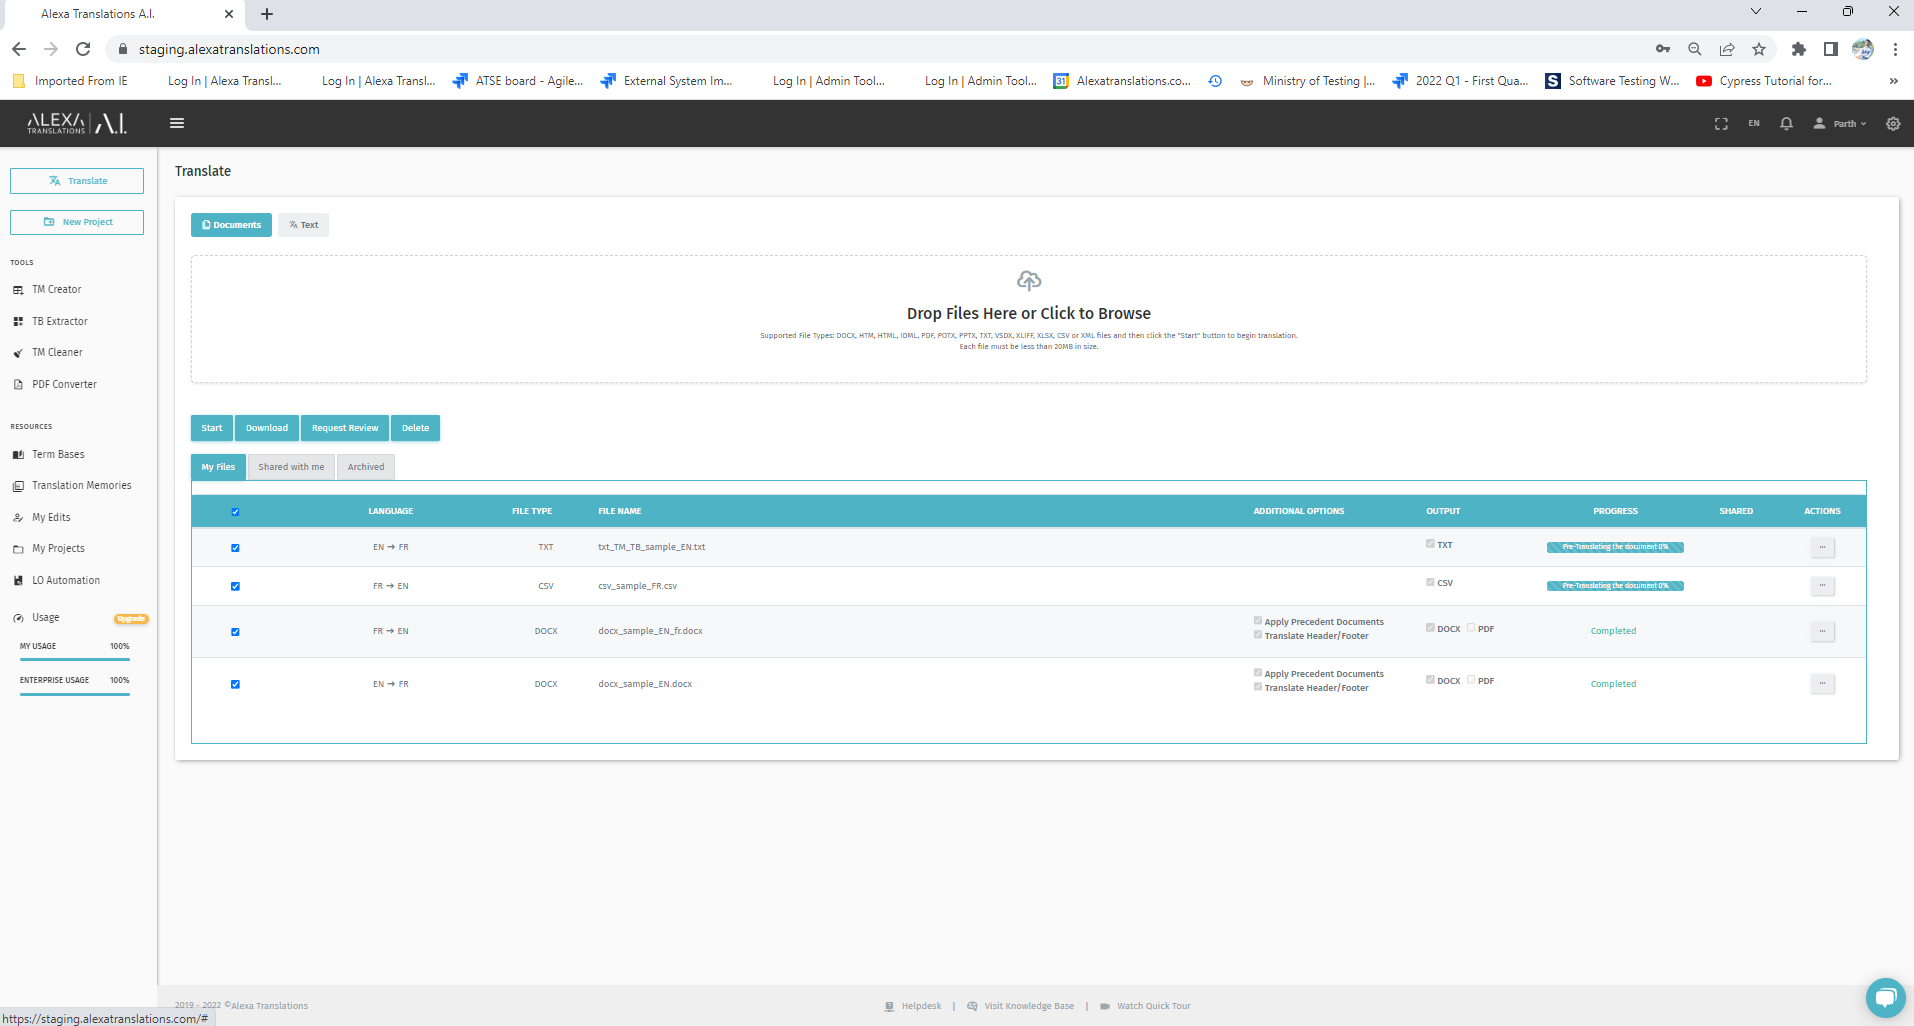 Alexa Translations A.I.
staging.alexatranslations.com
Imported From IE
Log In | Alexa Transl...
Log In | Alexa Transl...
ATSE board - Agile...
External System Im...
Log In | Admin Tool...
Log In | Admin Tool...
31
Alexatranslations.co...
Ministry of Testing |...
2022 Q1 - First Qua...
S
Software Testing W...
Cypress Tutorial for...
»
ALEXA TRANSLATIONS | A.I.
EN
Parth
Translate
New Project
TOOLS
TM Creator
TB Extractor
TM Cleaner
PDF Converter
RESOURCES
Term Bases
Translation Memories
My Edits
My Projects
LO Automation
Usage Upgrade
MY USAGE 100%
ENTERPRISE USAGE 100%
Translate
Documents
Text
Drop Files Here or Click to Browse
Supported File Types: DOCX, HTM, HTML, IDML, PDF, POTX, PPTX, TXT, VSDX, XLIFF, XLSX, CSV or XML files and then click the "Start" button to begin translation.
Each file must be less than 20MB in size.
Start Download Request Review Delete
My Files Shared with me Archived
LANGUAGE FILE TYPE FILE NAME ADDITIONAL OPTIONS OUTPUT PROGRESS SHARED ACTIONS
EN → FR TXT txt_TM_TB_sample_EN.txt TXT Pre-Translating the document 0% ...
FR → EN CSV csv_sample_FR.csv CSV Pre-Translating the document 0% ...
FR → EN DOCX docx_sample_EN_fr.docx Apply Precedent Documents DOCX PDF Completed ...
Translate Header/Footer
EN → FR DOCX docx_sample_EN.docx Apply Precedent Documents DOCX PDF Completed ...
Translate Header/Footer
2019 - 2022 ©Alexa Translations
Helpdesk | Visit Knowledge Base | Watch Quick Tour
https://staging.alexatranslations.com/#